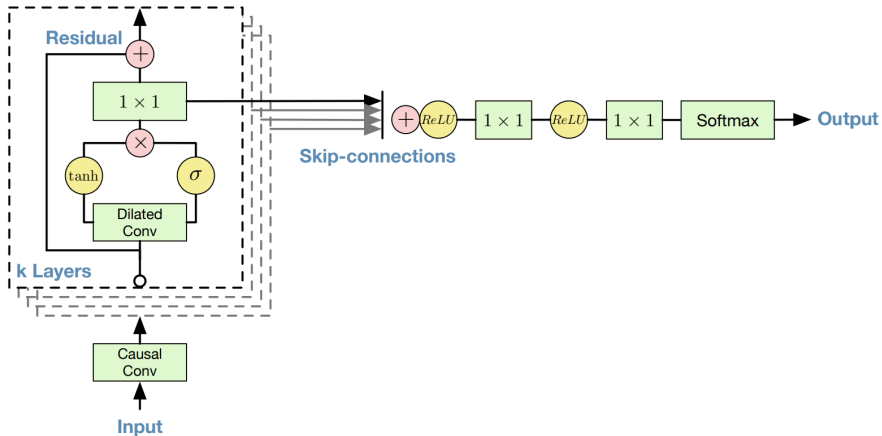 Residual
+
1 × 1
×
tanh
σ
Dilated
Conv
k Layers
Causal
Conv
Input
Skip-connections
+
ReLU
1 × 1
ReLU
1 × 1
Softmax
Output